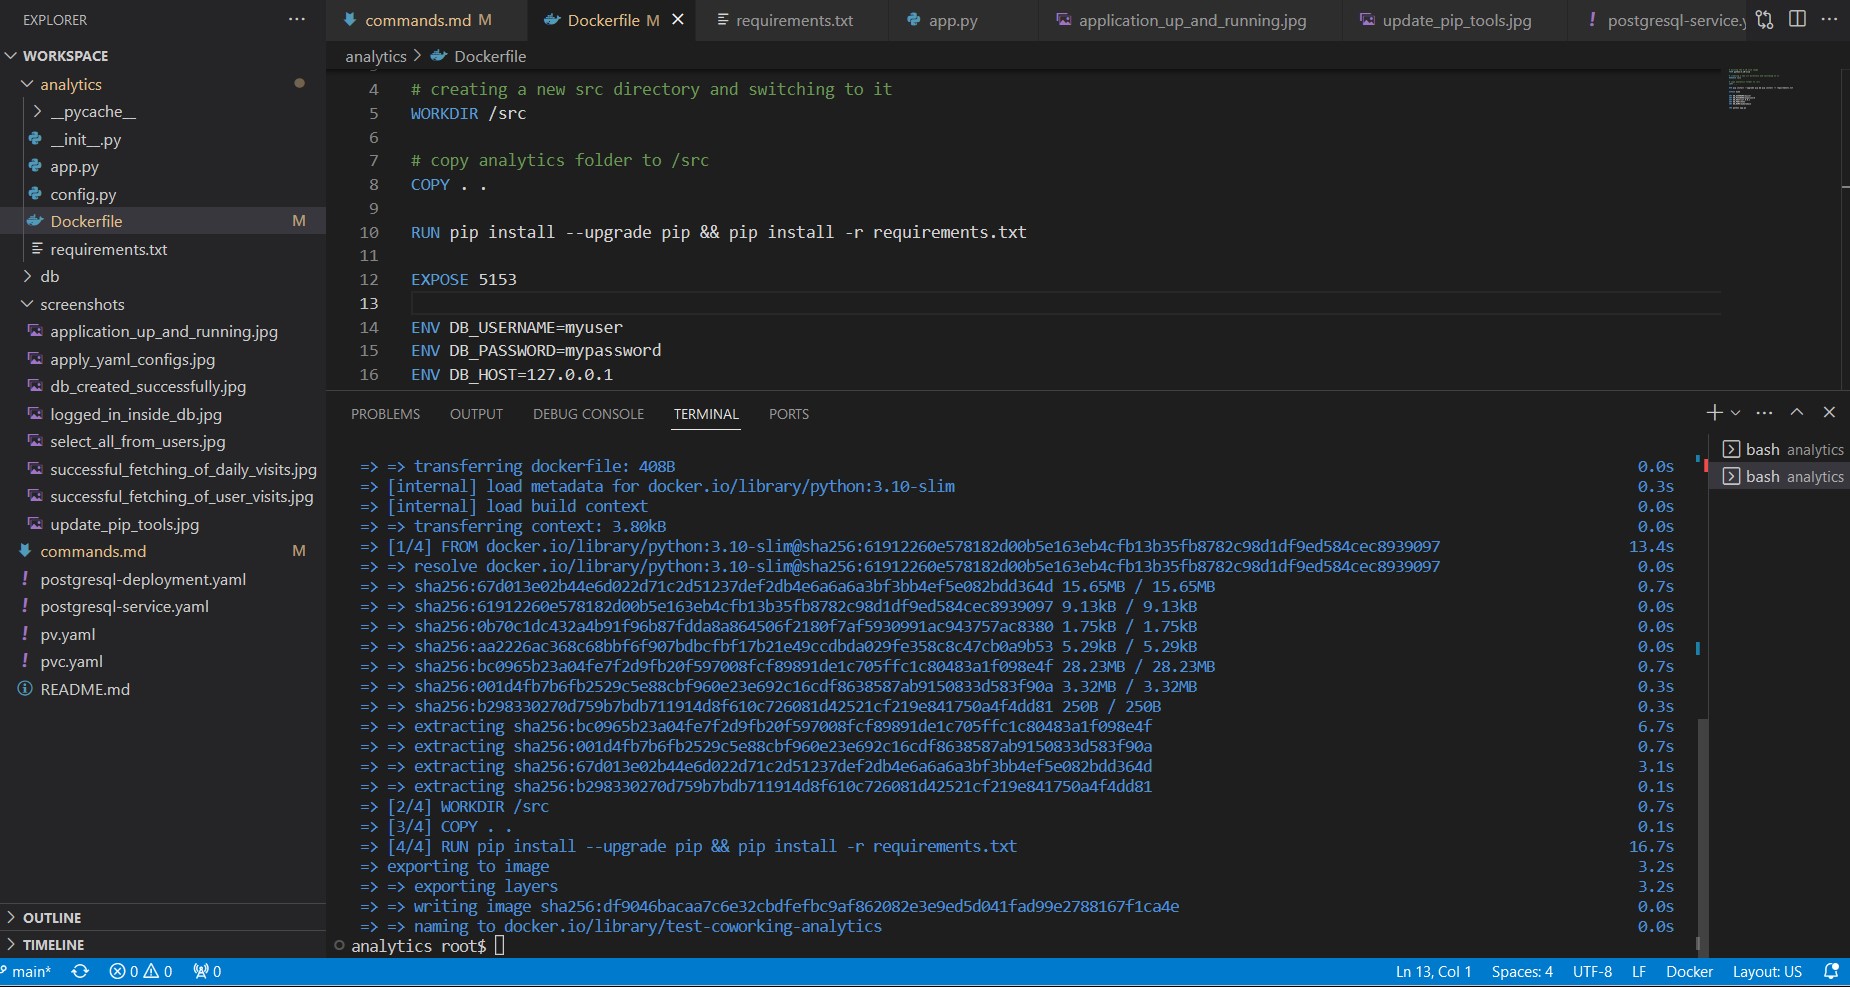 EXPLORER
WORKSPACE
analytics
__pycache__
__init__.py
app.py
config.py
Dockerfile M
requirements.txt
db
screenshots
application_up_and_running.jpg
apply_yaml_configs.jpg
db_created_successfully.jpg
logged_in_inside_db.jpg
select_all_from_users.jpg
successful_fetching_of_daily_visits.jpg
successful_fetching_of_user_visits.jpg
update_pip_tools.jpg
commands.md M
postgresql-deployment.yaml
postgresql-service.yaml
pv.yaml
pvc.yaml
README.md
OUTLINE
TIMELINE
commands.md M Dockerfile M requirements.txt app.py application_up_and_running.jpg update_pip_tools.jpg postgresql-service.y
analytics > Dockerfile
4 # creating a new src directory and switching to it
5 WORKDIR /src
6
7 # copy analytics folder to /src
8 COPY . .
9
10 RUN pip install --upgrade pip && pip install -r requirements.txt
11
12 EXPOSE 5153
13
14 ENV DB_USERNAME=myuser
15 ENV DB_PASSWORD=mypassword
16 ENV DB_HOST=127.0.0.1
PROBLEMS OUTPUT DEBUG CONSOLE TERMINAL PORTS
=> => transferring dockerfile: 408B 0.0s
=> [internal] load metadata for docker.io/library/python:3.10-slim 0.3s
=> [internal] load build context 0.0s
=> => transferring context: 3.80kB 0.0s
=> [1/4] FROM docker.io/library/python:3.10-slim@sha256:61912260e578182d00b5e163eb4cfb13b35fb8782c98d1df9ed584cec8939097 13.4s
=> => resolve docker.io/library/python:3.10-slim@sha256:61912260e578182d00b5e163eb4cfb13b35fb8782c98d1df9ed584cec8939097 0.0s
=> => sha256:67d013e02b44e6d022d71c2d51237def2db4e6a6a6a3bf3bb4ef5e082bdd364d 15.65MB / 15.65MB 0.7s
=> => sha256:61912260e578182d00b5e163eb4cfb13b35fb8782c98d1df9ed584cec8939097 9.13kB / 9.13kB 0.0s
=> => sha256:0b70c1dc432a4b91f96b87fdda8a864506f2180f7af5930991ac943757ac8380 1.75kB / 1.75kB 0.0s
=> => sha256:aa2226ac368c68bbf6f907bdbcfbf17b21e49ccdbda029fe358c8c47cb0a9b53 5.29kB / 5.29kB 0.0s
=> => sha256:bc0965b23a04fe7f2d9fb20f597008fcf89891de1c705ffc1c80483a1f098e4f 28.23MB / 28.23MB 0.7s
=> => sha256:001d4fb7b6fb2529c5e88cbf960e23e692c16cdf8638587ab9150833d583f90a 3.32MB / 3.32MB 0.3s
=> => sha256:b298330270d759b7bdb711914d8f610c726081d42521cf219e841750a4f4dd81 250B / 250B 0.3s
=> => extracting sha256:bc0965b23a04fe7f2d9fb20f597008fcf89891de1c705ffc1c80483a1f098e4f 6.7s
=> => extracting sha256:001d4fb7b6fb2529c5e88cbf960e23e692c16cdf8638587ab9150833d583f90a 0.7s
=> => extracting sha256:67d013e02b44e6d022d71c2d51237def2db4e6a6a6a3bf3bb4ef5e082bdd364d 3.1s
=> => extracting sha256:b298330270d759b7bdb711914d8f610c726081d42521cf219e841750a4f4dd81 0.1s
=> [2/4] WORKDIR /src 0.7s
=> [3/4] COPY . . 0.1s
=> [4/4] RUN pip install --upgrade pip && pip install -r requirements.txt 16.7s
=> exporting to image 3.2s
=> => exporting layers 3.2s
=> => writing image sha256:df9046bacaa7c6e32cbdfefbc9af862082e3e9ed5d041fad99e2788167f1ca4e 0.0s
=> => naming to docker.io/library/test-coworking-analytics 0.0s
analytics root$
bash analytics
bash analytics
main* 0 0 0 Ln 13, Col 1 Spaces: 4 UTF-8 LF Docker Layout: US